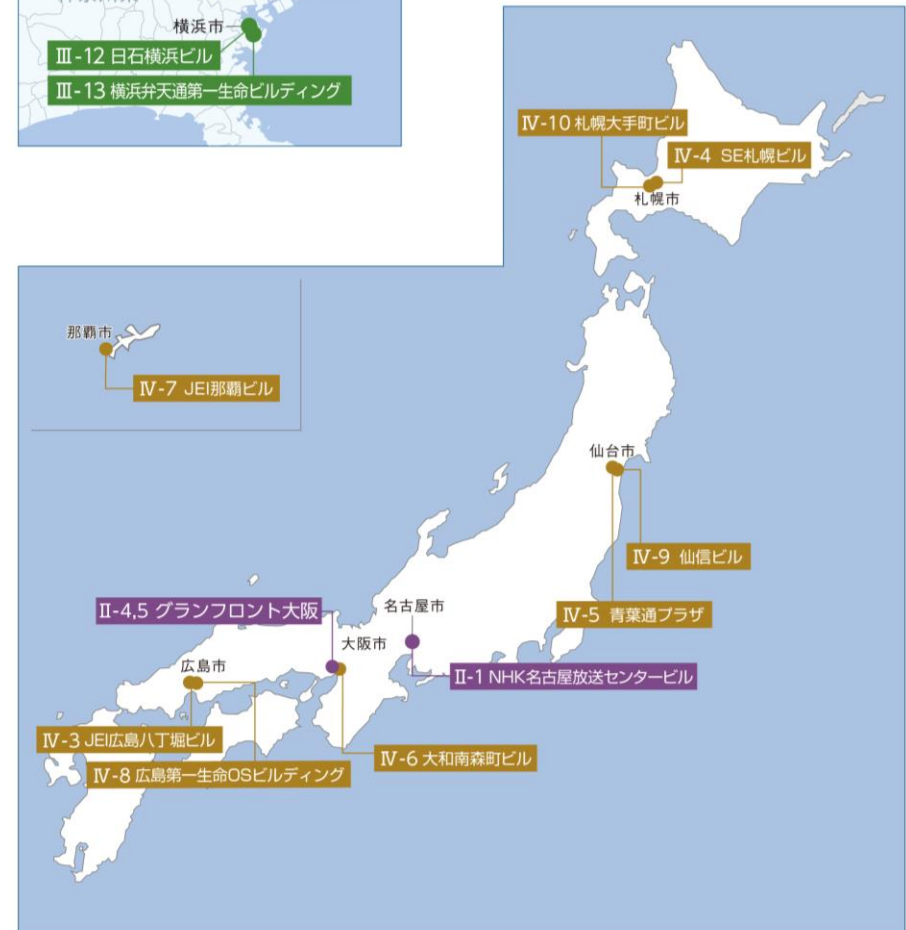 横浜市
Ⅲ-12 日石横浜ビル
Ⅲ-13 横浜弁天通第一生命ビルディング
Ⅳ-10 札幌大手町ビル
Ⅳ-4 SE札幌ビル
札幌市
那覇市
Ⅳ-7 JEI那覇ビル
仙台市
Ⅳ-9 仙信ビル
Ⅱ-4,5 グランフロント大阪
名古屋市
Ⅳ-5 青葉通プラザ
大阪市
広島市
Ⅱ-1 NHK名古屋放送センタービル
Ⅳ-3 JEI広島八丁堀ビル
Ⅳ-6 大和南森町ビル
Ⅳ-8 広島第一生命OSビルディング